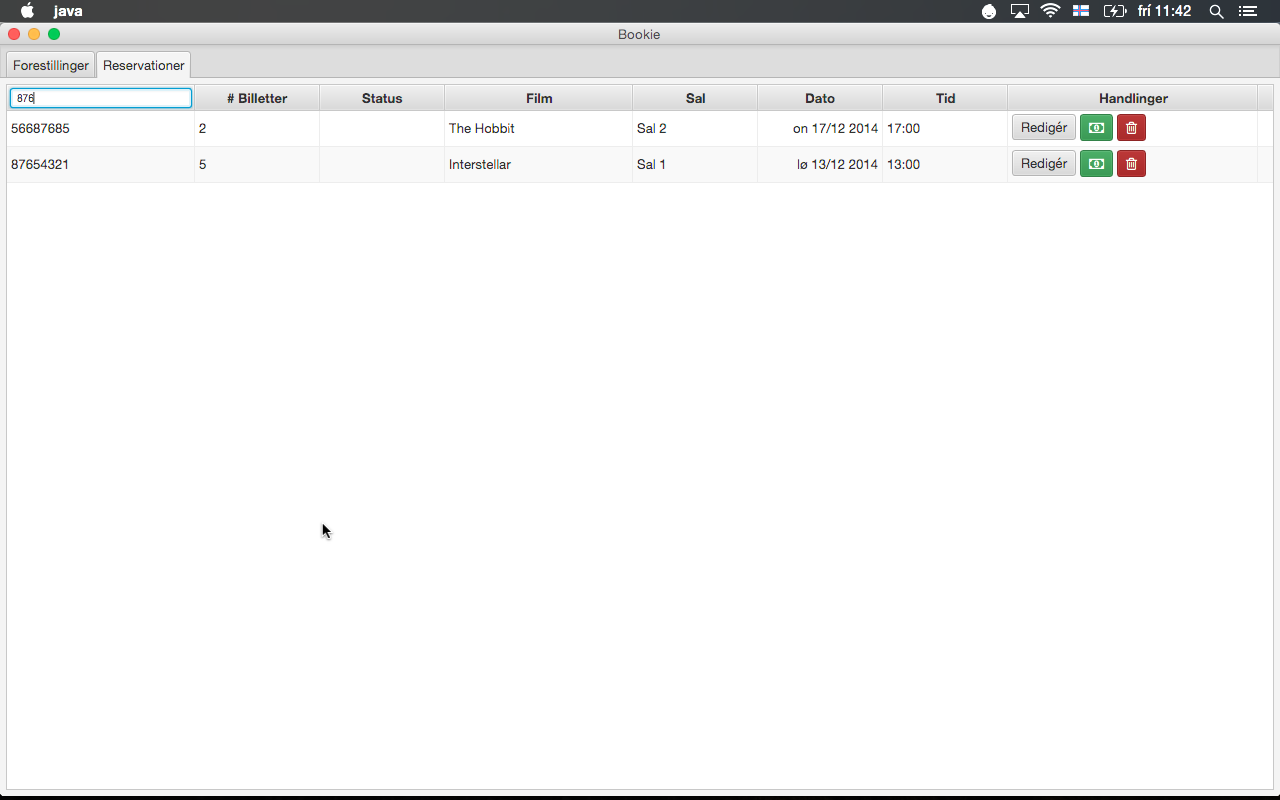 java fri 11:42
Bookie
Forestillinger Reservationer
876 # Billetter Status Film Sal Dato Tid Handlinger
56687685 2 The Hobbit Sal 2 on 17/12 2014 17:00 Redigér
87654321 5 Interstellar Sal 1 lø 13/12 2014 13:00 Redigér